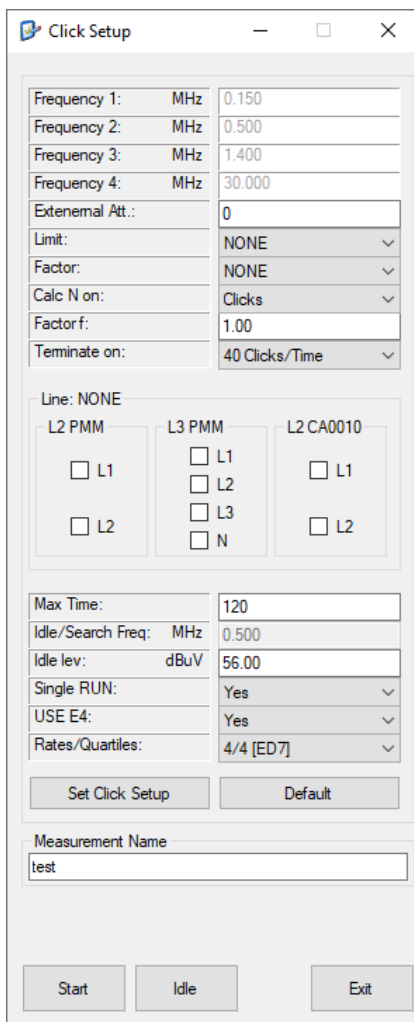 Click Setup
Frequency 1: MHz 0.150
Frequency 2: MHz 0.500
Frequency 3: MHz 1.400
Frequency 4: MHz 30.000
Extenernal Att.: 0
Limit: NONE
Factor: NONE
Calc N on: Clicks
Factor f: 1.00
Terminate on: 40 Clicks/Time
Line: NONE
L2 PMM
L1
L2
L3 PMM
L1
L2
L3
N
L2 CA0010
L1
L2
Max Time: 120
Idle/Search Freq: MHz 0.500
Idle lev: dBuV 56.00
Single RUN: Yes
USE E4: Yes
Rates/Quartiles: 4/4 [ED7]
Set Click Setup Default
Measurement Name
test
Start Idle Exit